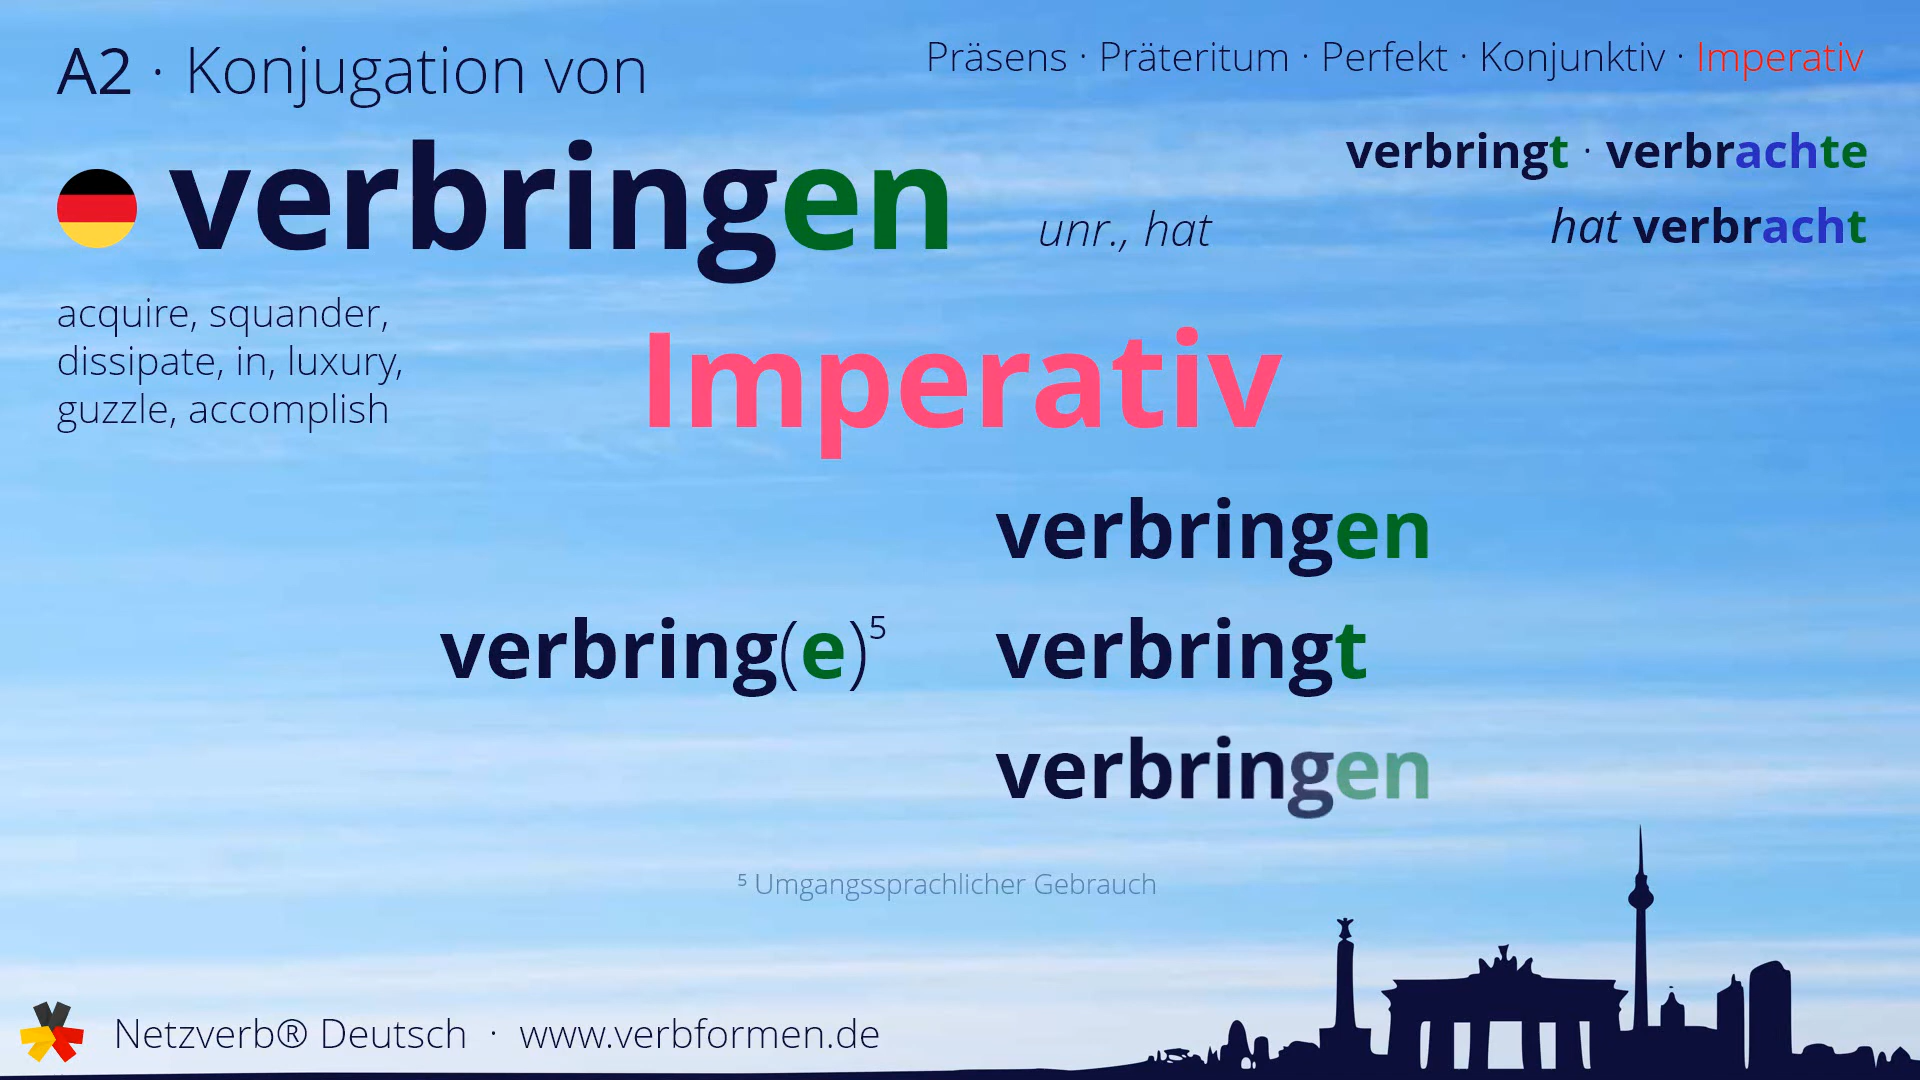 A2 · Konjugation von
Präsens · Präteritum · Perfekt · Konjunktiv · Imperativ
verbringen
unr., hat
verbringt · verbrachte
hat verbracht
acquire, squander,
dissipate, in, luxury,
guzzle, accomplish
Imperativ
verbringen
verbring(e)⁵ verbringt
verbringen
⁵ Umgangssprachlicher Gebrauch
Netzverb® Deutsch · www.verbformen.de